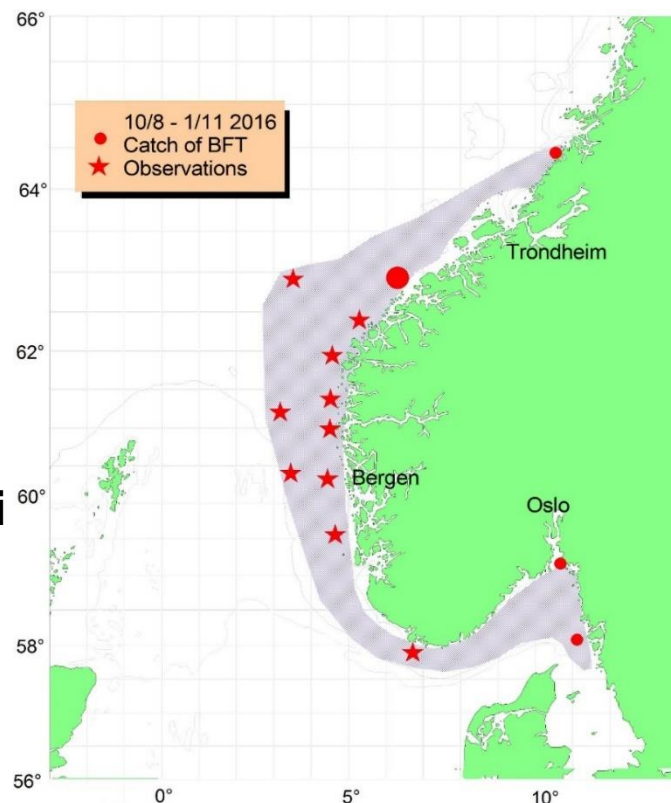 66°
10/8 - 1/11 2016
Catch of BFT
Observations
64°
Trondheim
62°
60°
i
Bergen
Oslo
58°
56°
0°
5°
10°